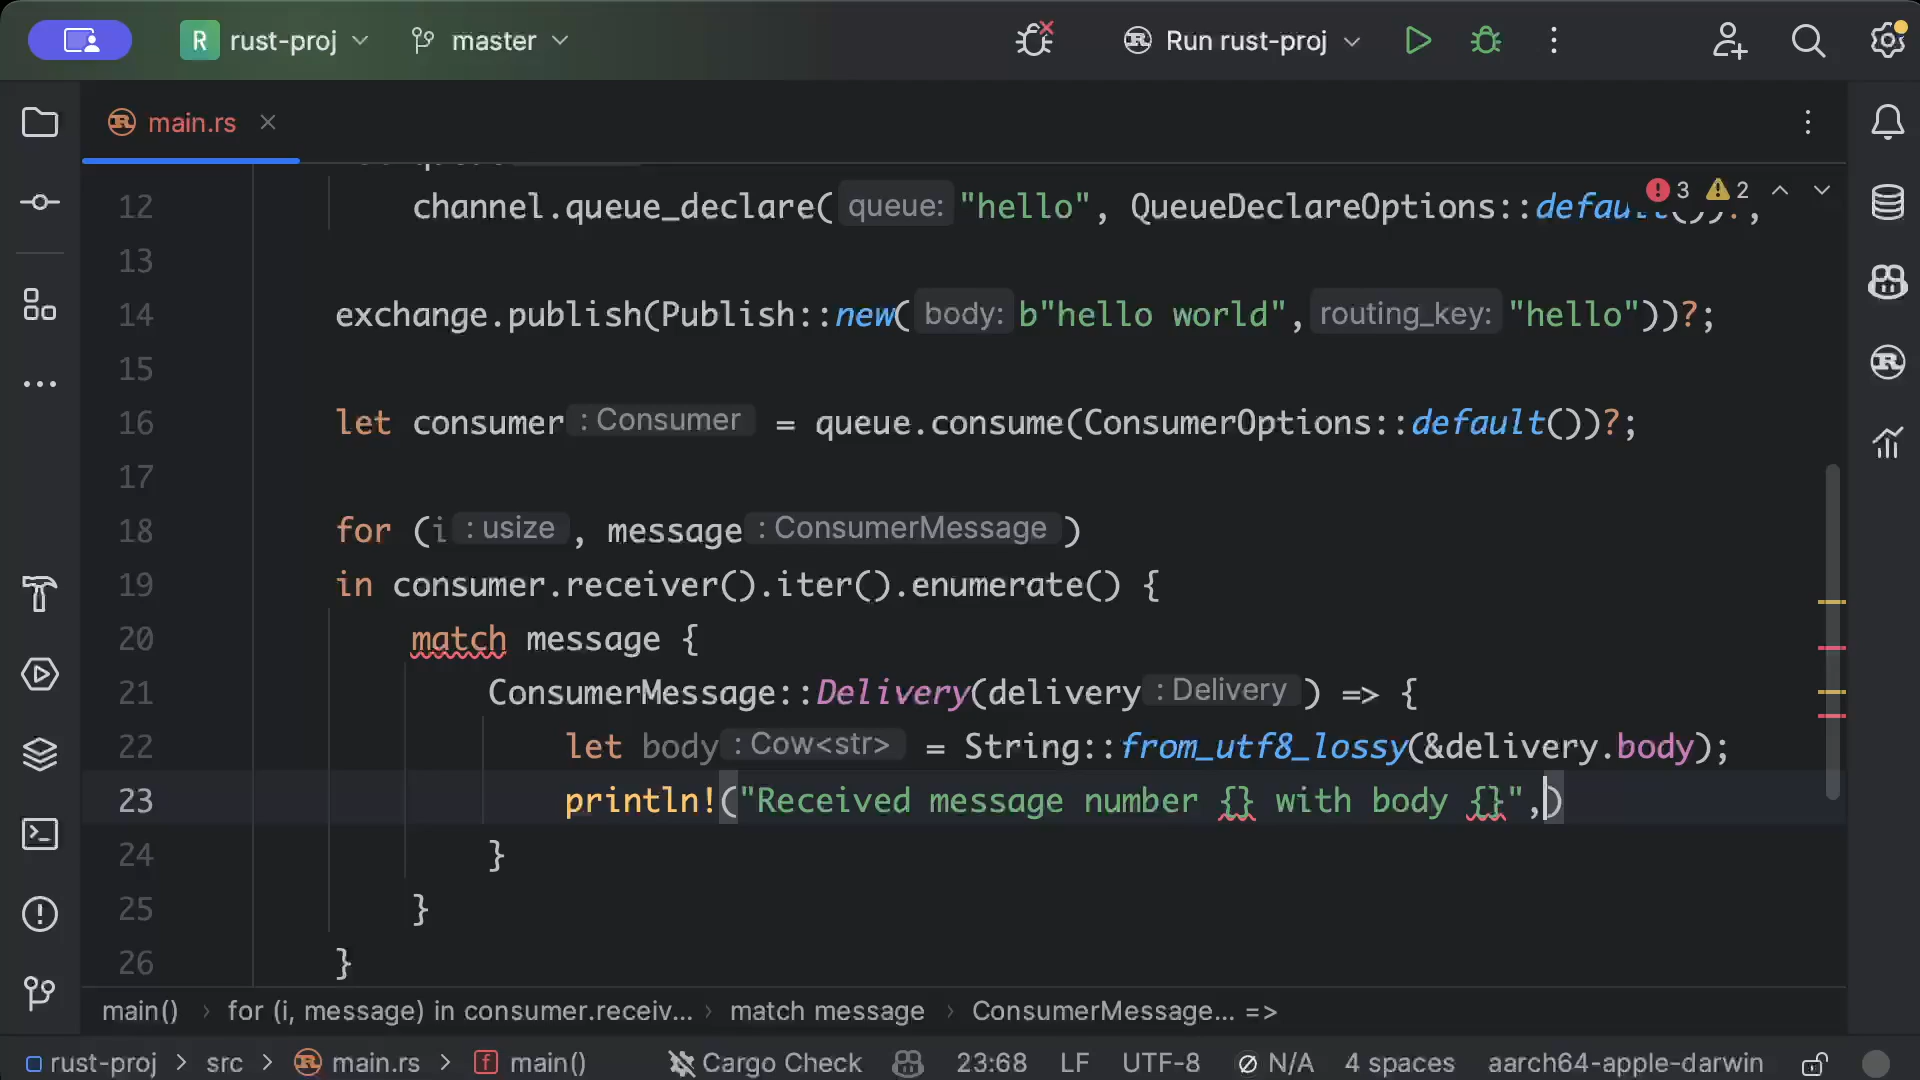 R rust-proj master Run rust-proj
main.rs
3 2
12 channel.queue_declare( queue: "hello", QueueDeclareOptions::default())?;
13
14 exchange.publish(Publish::new( body: b"hello world", routing_key: "hello"))?;
15
16 let consumer : Consumer = queue.consume(ConsumerOptions::default())?;
17
18 for (i : usize , message : ConsumerMessage )
19 in consumer.receiver().iter().enumerate() {
20 match message {
21 ConsumerMessage::Delivery(delivery : Delivery ) => {
22 let body : Cow<str> = String::from_utf8_lossy(&delivery.body);
23 println!("Received message number {} with body {}",)
24 }
25 }
26 }
main() › for (i, message) in consumer.receiv... › match message › ConsumerMessage... =>
rust-proj > src > main.rs > f main() Cargo Check 23:68 LF UTF-8 N/A 4 spaces aarch64-apple-darwin